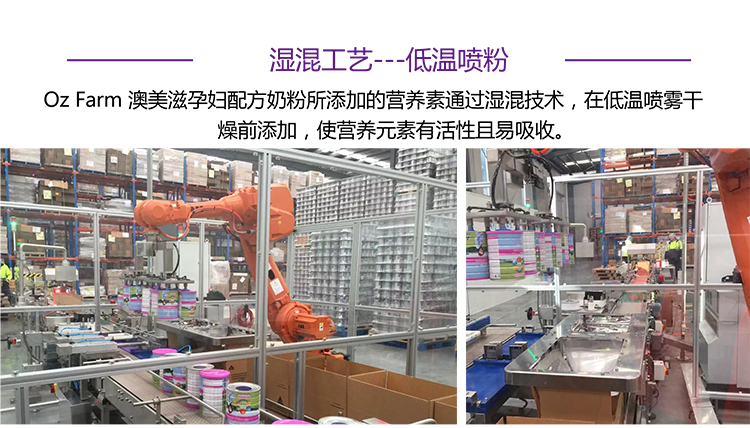 湿混工艺---低温喷粉
Oz Farm 澳美滋孕妇配方奶粉所添加的营养素通过湿混技术，在低温喷雾干
燥前添加，使营养元素有活性且易吸收。